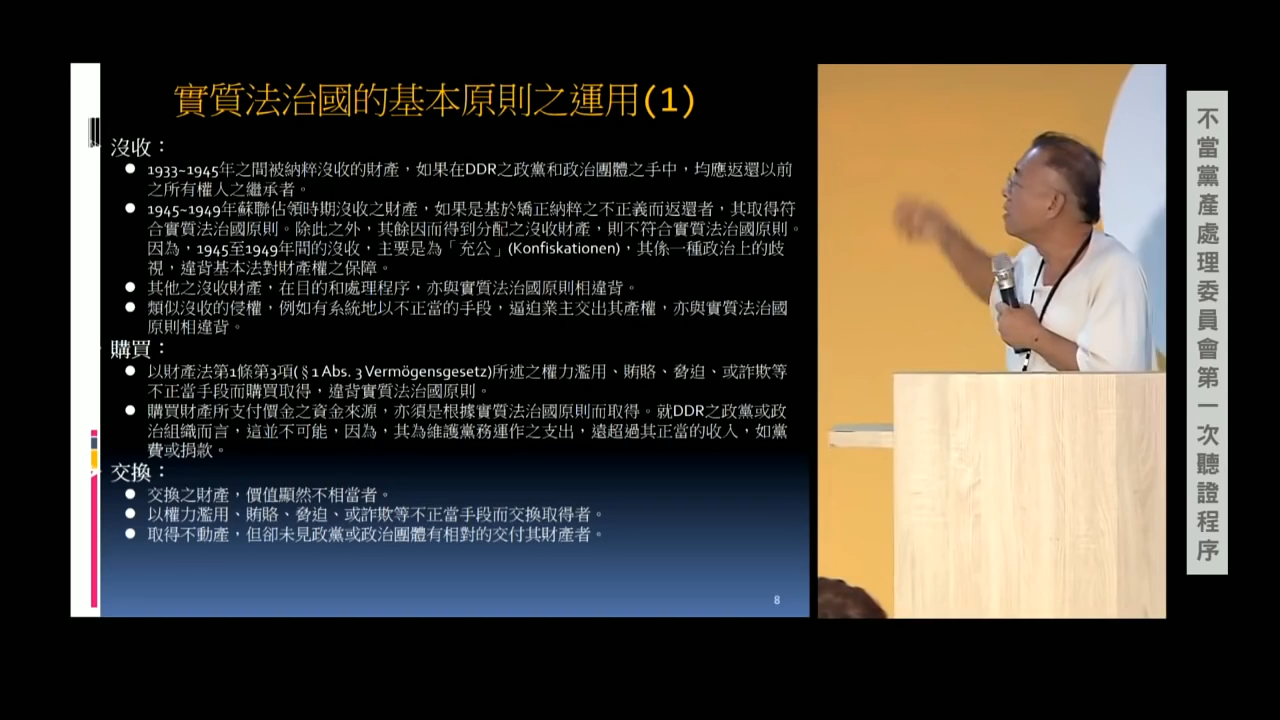 實質法治國的基本原則之運用(1)
沒收：
1933~1945年之間被納粹沒收的財產，如果在DDR之政黨和政治團體之手中，均應返還以前
之所有權人之繼承者。
1945~1949年蘇聯佔領時期沒收之財產，如果是基於矯正納粹之不正義而返還者，其取得符
合實質法治國原則。除此之外，其餘因而得到分配之沒收財產，則不符合實質法治國原則。
因為，1945至1949年間的沒收，主要是為「充公」(Konfiskationen)，其係一種政治上的歧
視，違背基本法對財產權之保障。
其他之沒收財產，在目的和處理程序，亦與實質法治國原則相違背。
類似沒收的侵權，例如有系統地以不正當的手段，逼迫業主交出其產權，亦與實質法治國
原則相違背。
購買：
以財產法第1條第3項(§1 Abs. 3 Vermögensgesetz)所述之權力濫用、賄賂、脅迫、或詐欺等
不正當手段而購買取得，違背實質法治國原則。
購買財產所支付價金之資金來源，亦須是根據實質法治國原則而取得。就DDR之政黨或政
治組織而言，這並不可能，因為，其為維護黨務運作之支出，遠超過其正當的收入，如黨
費或捐款。
交換：
交換之財產，價值顯然不相當者。
以權力濫用、賄賂、脅迫、或詐欺等不正當手段而交換取得者。
取得不動產，但卻未見政黨或政治團體有相對的交付其財產者。
8
不當黨產處理委員會第一次聽證程序